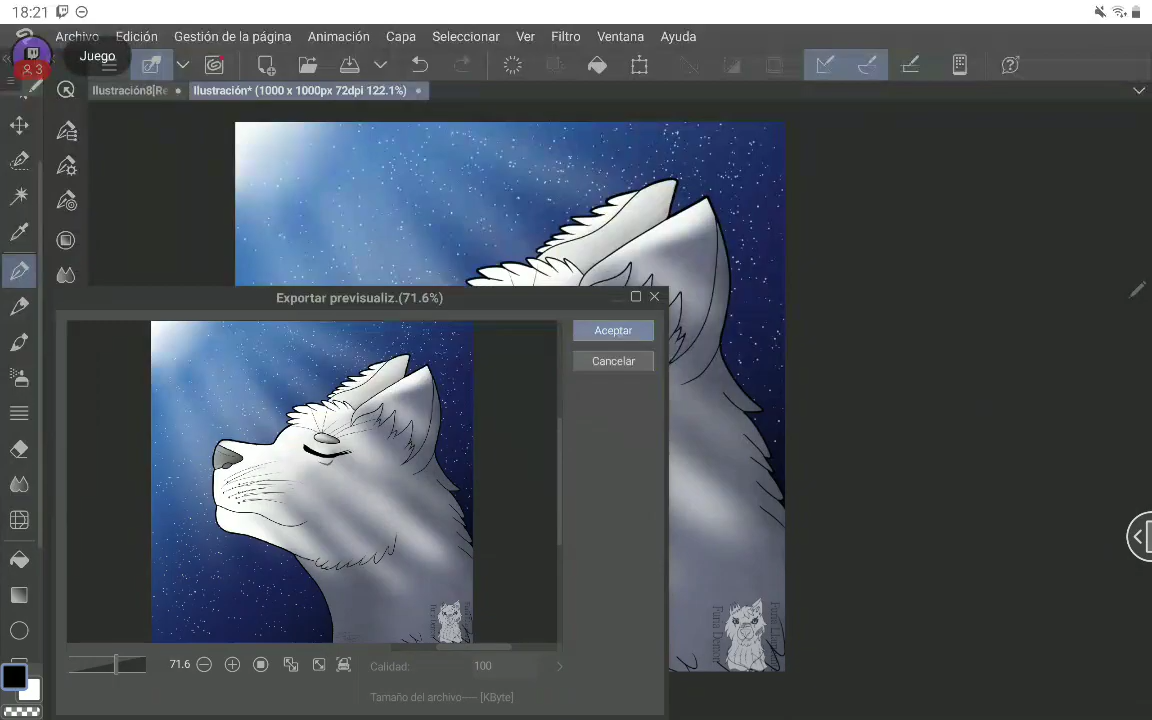 18:21
Archivo Edición Gestión de la página Animación Capa Seleccionar Ver Filtro Ventana Ayuda
Juego
3
Ilustración8[Re
Ilustración* (1000 x 1000px 72dpi 122.1%)
Exportar previsualiz.(71.6%)
Aceptar
Cancelar
71.6
Calidad: 100
Tamaño del archivo---- [KByte]